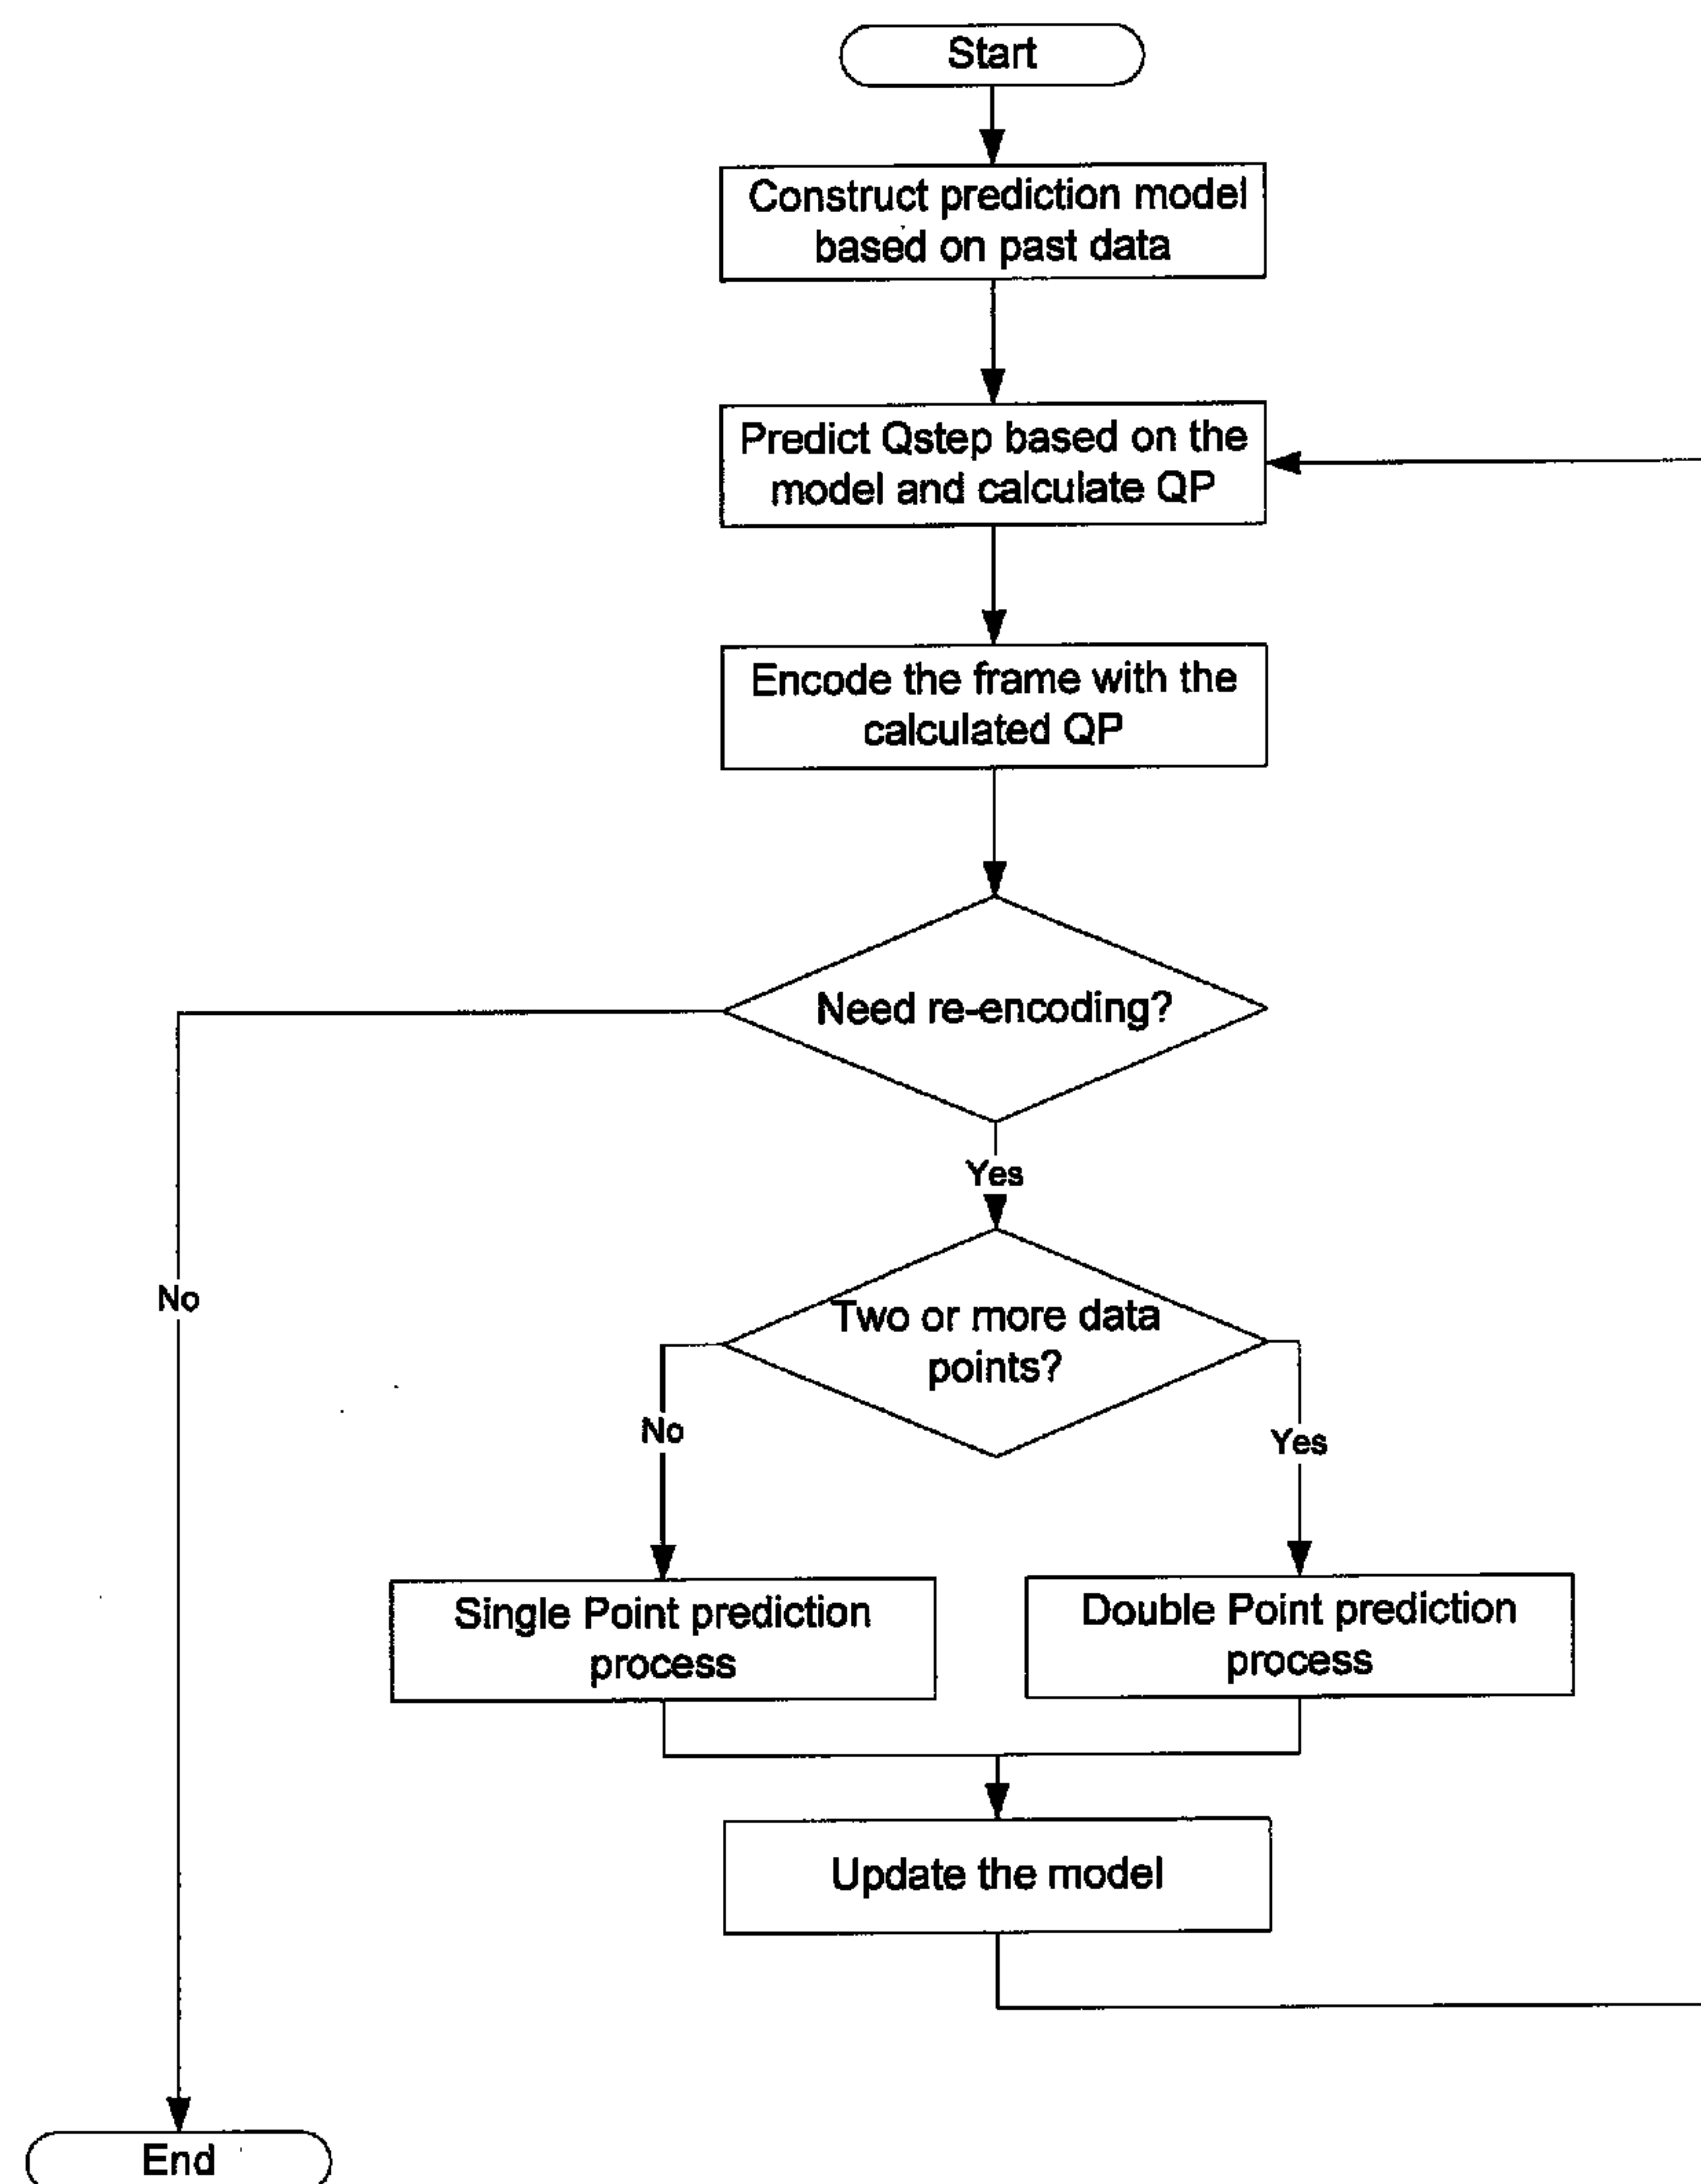 Start
Construct prediction model
based on past data
Predict Qstep based on the
model and calculate QP
Encode the frame with the
calculated QP
Need re-encoding?
Yes
No
Two or more data
points?
No
Yes
Single Point prediction
process
Double Point prediction
process
Update the model
End